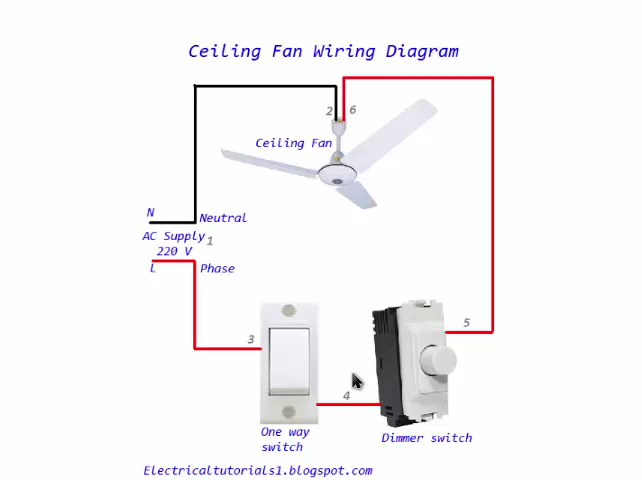 Ceiling Fan Wiring Diagram
2 6
Ceiling Fan
N
Neutral
AC Supply 1
220 V
L Phase
5
3
4
One way
switch
Dimmer switch
Electricaltutorials1.blogspot.com